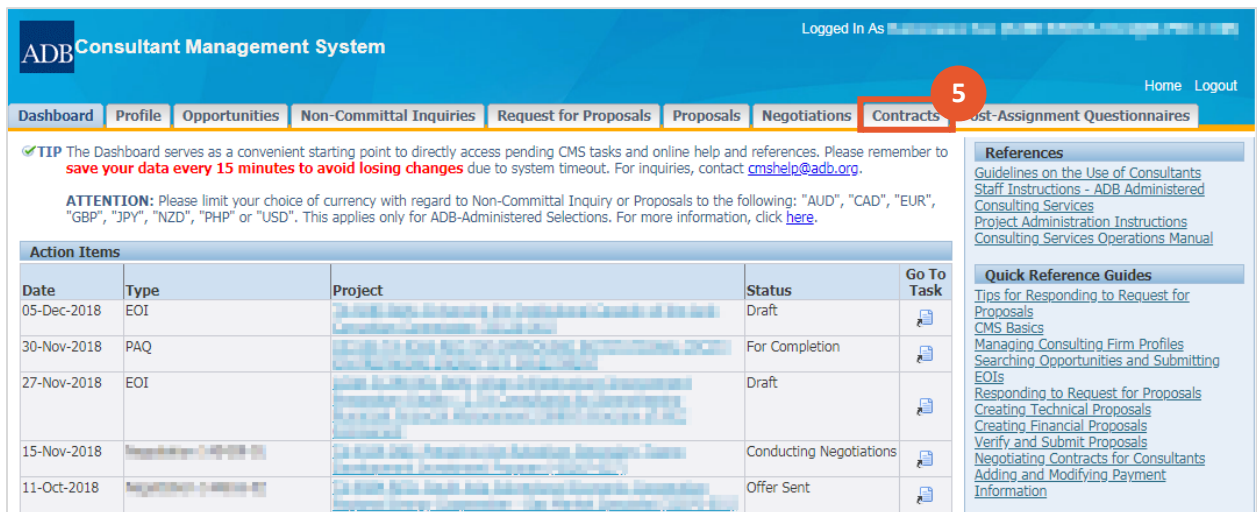 ADB Consultant Management System
Logged In As
Home Logout
Dashboard Profile Opportunities Non-Committal Inquiries Request for Proposals Proposals Negotiations Contracts 5 ost-Assignment Questionnaires
TIP The Dashboard serves as a convenient starting point to directly access pending CMS tasks and online help and references. Please remember to
save your data every 15 minutes to avoid losing changes due to system timeout. For inquiries, contact cmshelp@adb.org.
ATTENTION: Please limit your choice of currency with regard to Non-Committal Inquiry or Proposals to the following: "AUD", "CAD", "EUR",
"GBP", "JPY", "NZD", "PHP" or "USD". This applies only for ADB-Administered Selections. For more information, click here.
Action Items
Date Type Project Status Go To
Task
05-Dec-2018 EOI Draft
30-Nov-2018 PAQ For Completion
27-Nov-2018 EOI Draft
15-Nov-2018 Conducting Negotiations
11-Oct-2018 Offer Sent
References
Guidelines on the Use of Consultants
Staff Instructions - ADB Administered
Consulting Services
Project Administration Instructions
Consulting Services Operations Manual
Quick Reference Guides
Tips for Responding to Request for
Proposals
CMS Basics
Managing Consulting Firm Profiles
Searching Opportunities and Submitting
EOIs
Responding to Request for Proposals
Creating Technical Proposals
Creating Financial Proposals
Verify and Submit Proposals
Negotiating Contracts for Consultants
Adding and Modifying Payment
Information